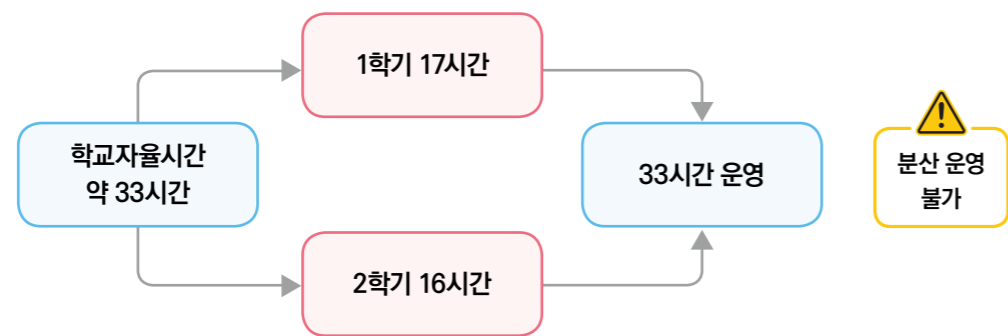 1학기 17시간
학교자율시간
약 33시간
33시간 운영
분산 운영
불가
2학기 16시간